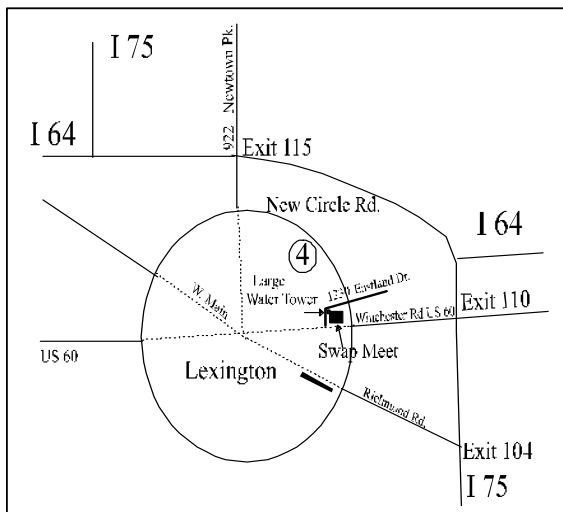 I 75
922 Newtown Pk.
I 64
Exit 115
New Circle Rd.
4
I 64
Large
Water Tower
Eastland Dr.
W. Main
Exit 110
Winchester Rd US 60
US 60
Swap Meet
Lexington
Richmond Rd.
Exit 104
I 75